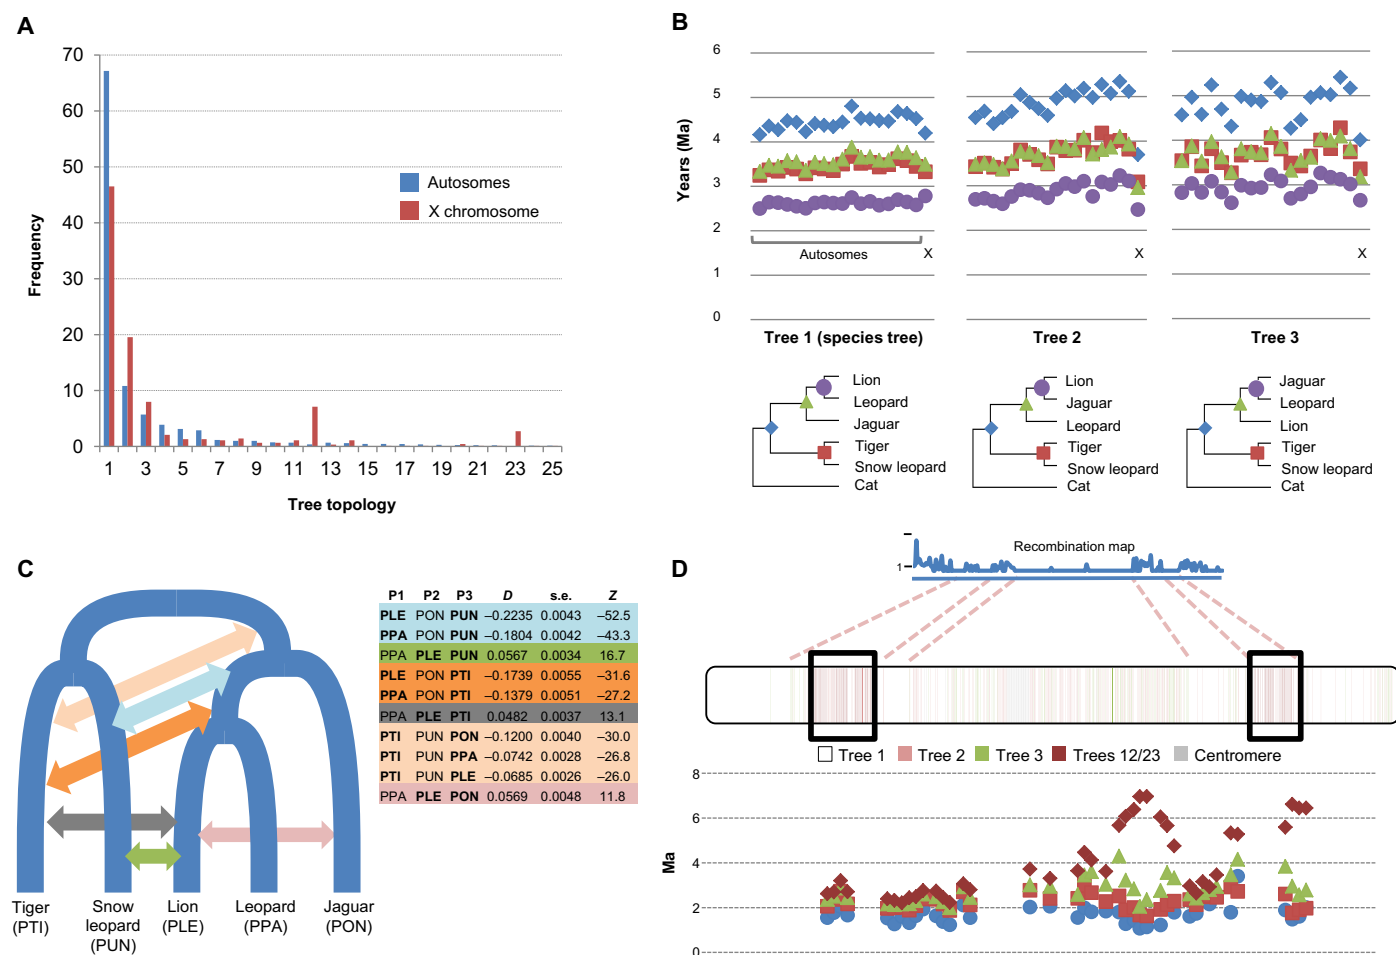 A
70
60
50
40
30
20
10
0
Frequency
Autosomes
X chromosome
1 3 5 7 9 11 13 15 17 19 21 23 25
Tree topology
B
6
5
4
3
2
1
0
Years (Ma)
Autosomes X X X
Tree 1 (species tree) Tree 2 Tree 3
Lion
Leopard
Jaguar
Tiger
Snow leopard
Cat
Lion
Jaguar
Leopard
Tiger
Snow leopard
Cat
Jaguar
Leopard
Lion
Tiger
Snow leopard
Cat
C
P1 P2 P3 D s.e. Z
PLE PON PUN –0.2235 0.0043 –52.5
PPA PON PUN –0.1804 0.0042 –43.3
PPA PLE PUN 0.0567 0.0034 16.7
PLE PON PTI –0.1739 0.0055 –31.6
PPA PON PTI –0.1379 0.0051 –27.2
PPA PLE PTI 0.0482 0.0037 13.1
PTI PUN PON –0.1200 0.0040 –30.0
PTI PUN PPA –0.0742 0.0028 –26.8
PTI PUN PLE –0.0685 0.0026 –26.0
PPA PLE PON 0.0569 0.0048 11.8
Tiger
(PTI)
Snow
leopard
(PUN)
Lion
(PLE)
Leopard
(PPA)
Jaguar
(PON)
D
Recombination map
1
Tree 1 Tree 2 Tree 3 Trees 12/23 Centromere
8
6
4
2
0
Ma